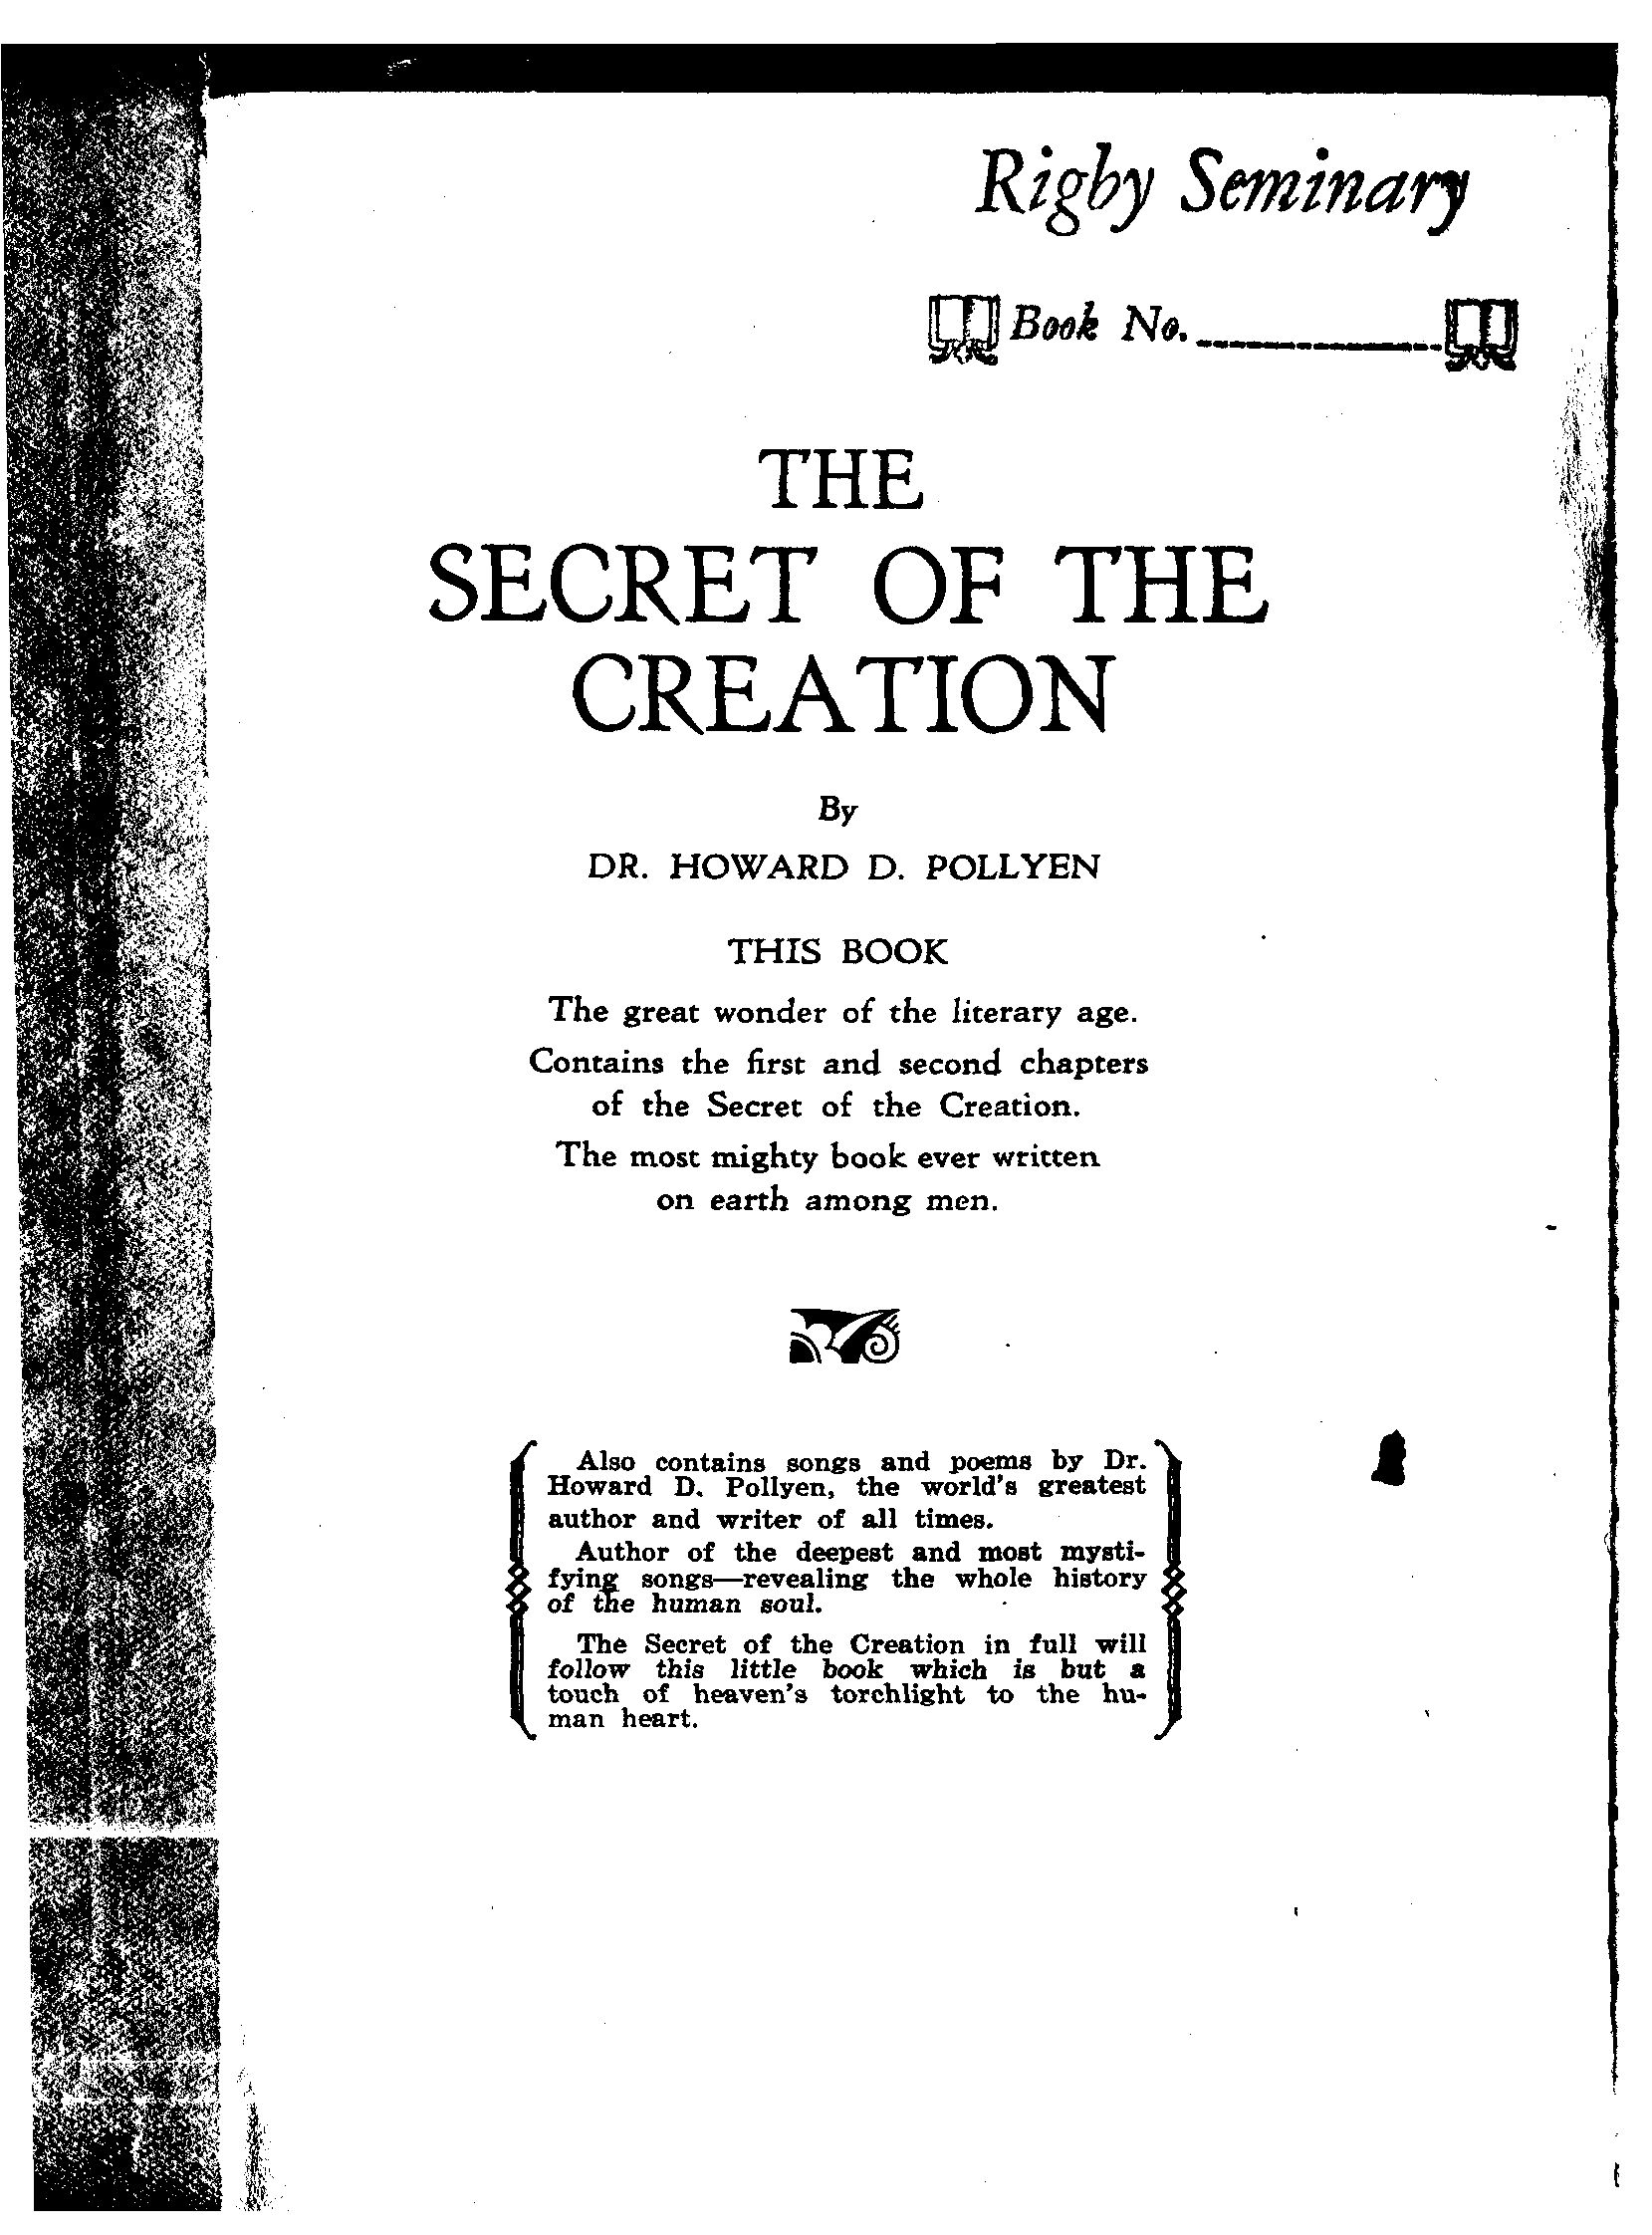 Rigby Seminary
Book No.
THE
SECRET OF THE
CREATION
By
DR. HOWARD D. POLLYEN
THIS BOOK
The great wonder of the literary age.
Contains the first and second chapters
of the Secret of the Creation.
The most mighty book ever written
on earth among men.
Also contains songs and poems by Dr.
Howard D. Pollyen, the world's greatest
author and writer of all times.
Author of the deepest and most mysti-
fying songs—revealing the whole history
of the human soul.
The Secret of the Creation in full will
follow this little book which is but a
touch of heaven's torchlight to the hu-
man heart.